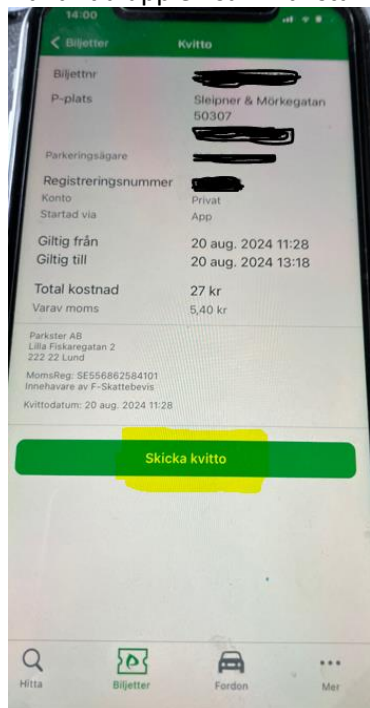 14:00
Biljetter Kvitto
Biljettnr
P-plats Sleipner & Mörkegatan
50307
Parkeringsägare
Registreringsnummer
Konto Privat
Startad via App
Giltig från 20 aug. 2024 11:28
Giltig till 20 aug. 2024 13:18
Total kostnad 27 kr
Varav moms 5,40 kr
Parkster AB
Lilla Fiskaregatan 2
222 22 Lund
MomsReg: SE556862584101
Innehavare av F-Skattebevis
Kvittodatum: 20 aug. 2024 11:28
Skicka kvitto
Hitta Biljetter Fordon Mer